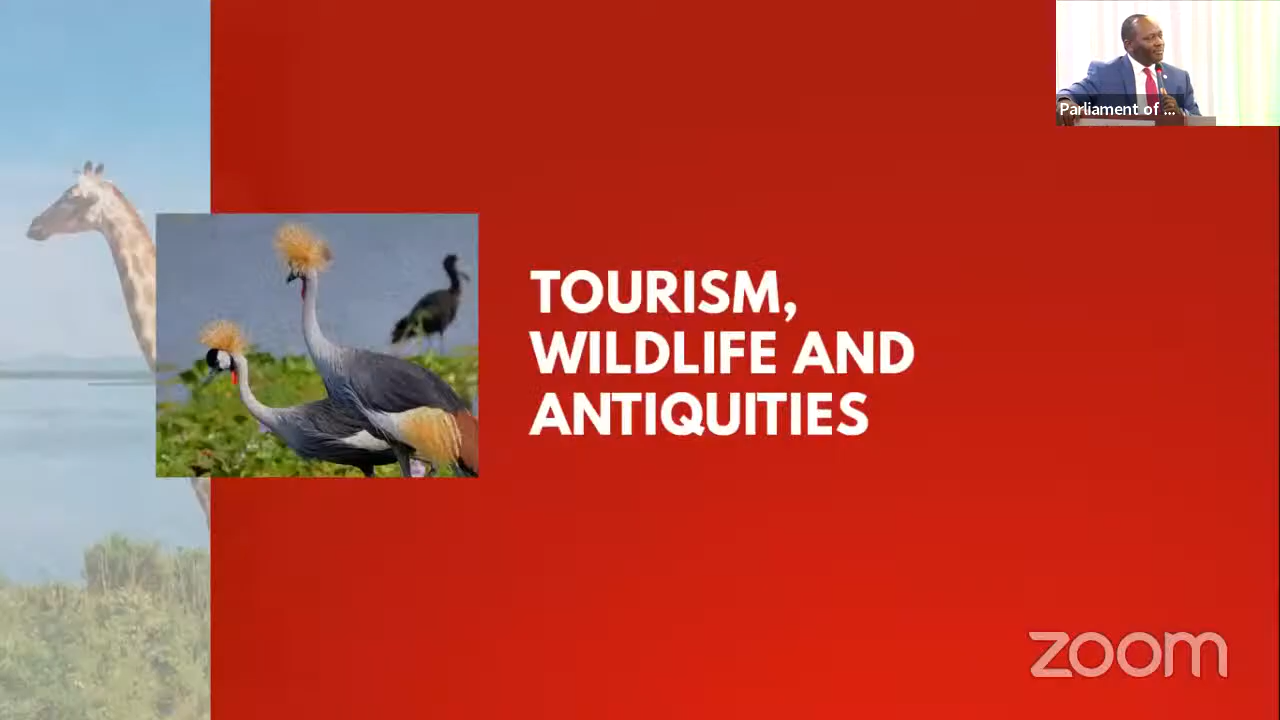 Parliament of ...
TOURISM,
WILDLIFE AND
ANTIQUITIES
zoom